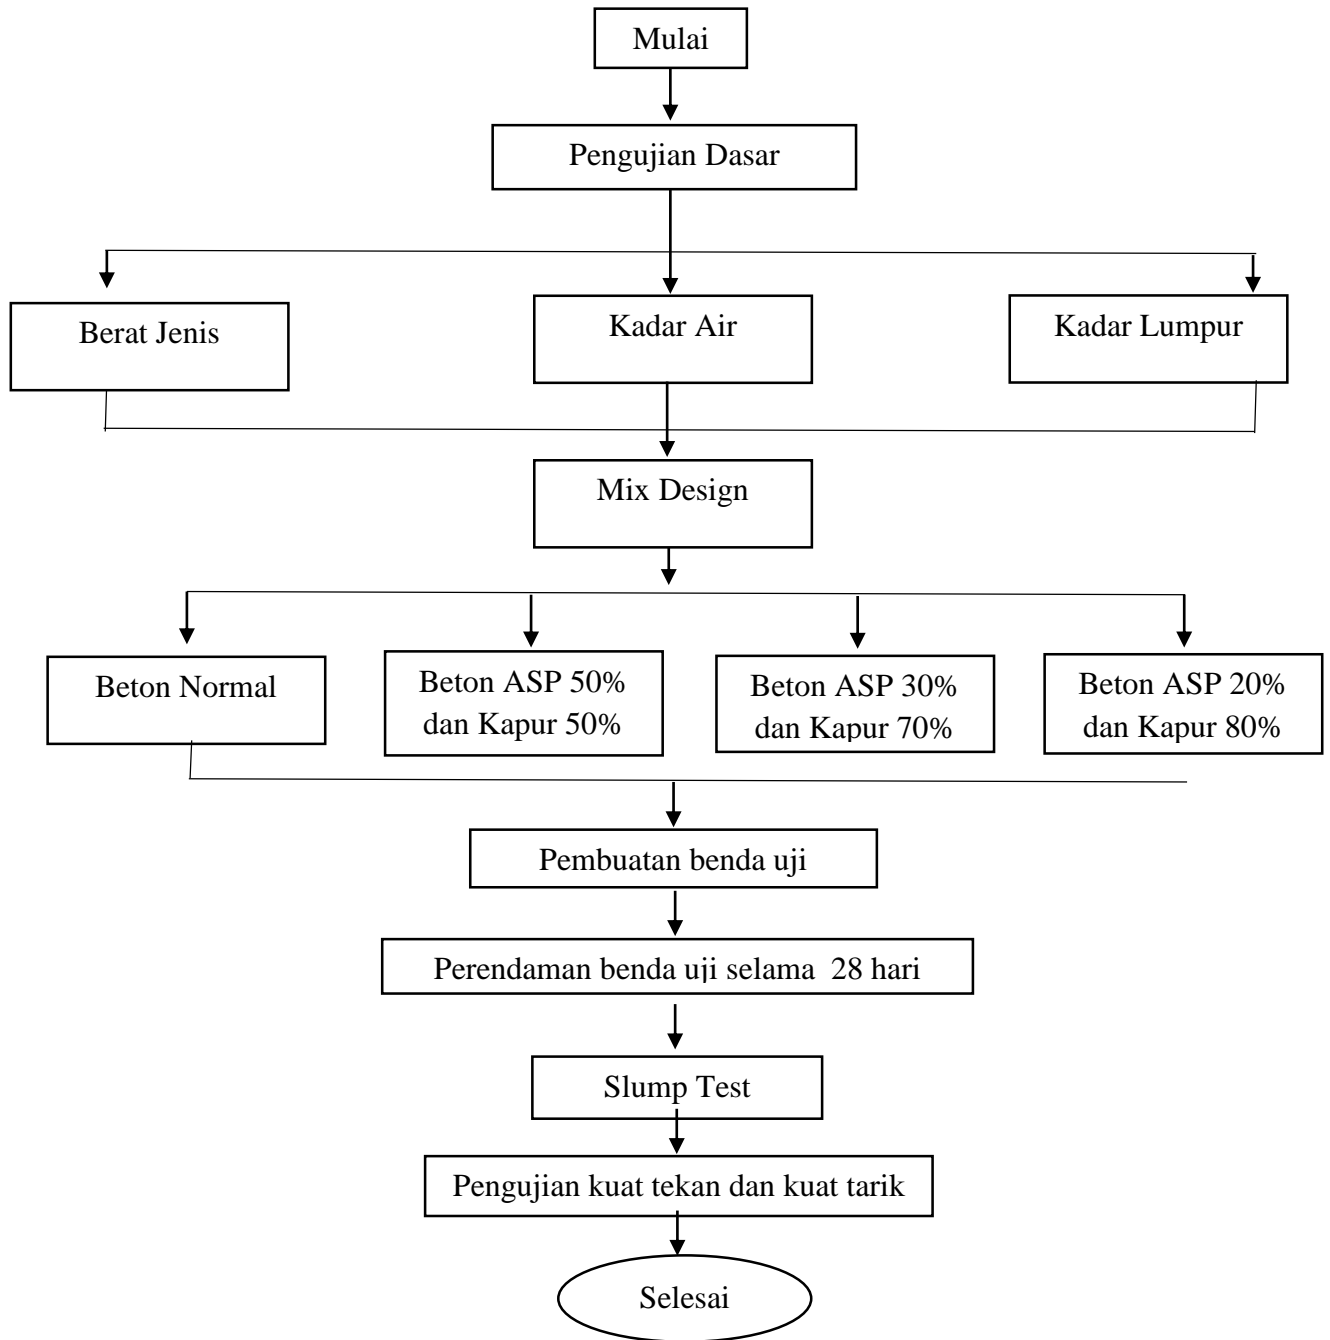 Mulai
Pengujian Dasar
Berat Jenis
Kadar Air
Kadar Lumpur
Mix Design
Beton Normal
Beton ASP 50%
dan Kapur 50%
Beton ASP 30%
dan Kapur 70%
Beton ASP 20%
dan Kapur 80%
Pembuatan benda uji
Perendaman benda uji selama  28 hari
Slump Test
Pengujian kuat tekan dan kuat tarik
Selesai